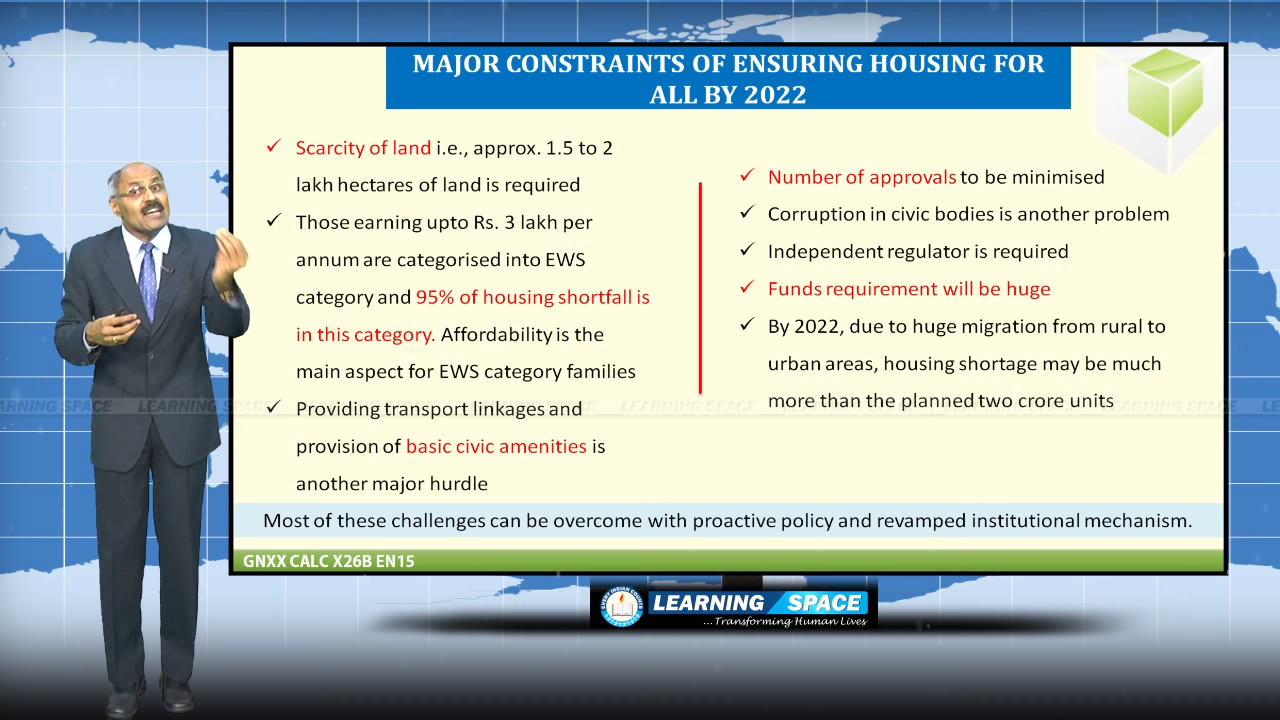 MAJOR CONSTRAINTS OF ENSURING HOUSING FOR
ALL BY 2022
Scarcity of land i.e., approx. 1.5 to 2
lakh hectares of land is required
Those earning upto Rs. 3 lakh per
annum are categorised into EWS
category and 95% of housing shortfall is
in this category. Affordability is the
main aspect for EWS category families
Providing transport linkages and
provision of basic civic amenities is
another major hurdle
Number of approvals to be minimised
Corruption in civic bodies is another problem
Independent regulator is required
Funds requirement will be huge
By 2022, due to huge migration from rural to
urban areas, housing shortage may be much
more than the planned two crore units
Most of these challenges can be overcome with proactive policy and revamped institutional mechanism.
GNXX CALC X26B EN15
EVERY INDIAN COUNTS
LEARNING SPACE
...Transforming Human Lives
LEARNING SPACE